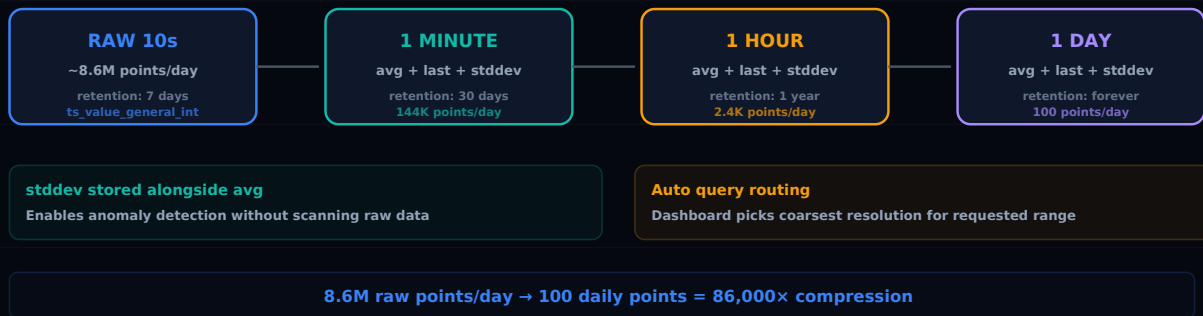 RAW 10s
~8.6M points/day
retention: 7 days
ts_value_general_int
1 MINUTE
avg + last + stddev
retention: 30 days
144K points/day
1 HOUR
avg + last + stddev
retention: 1 year
2.4K points/day
1 DAY
avg + last + stddev
retention: forever
100 points/day
stddev stored alongside avg
Enables anomaly detection without scanning raw data
Auto query routing
Dashboard picks coarsest resolution for requested range
8.6M raw points/day → 100 daily points = 86,000× compression